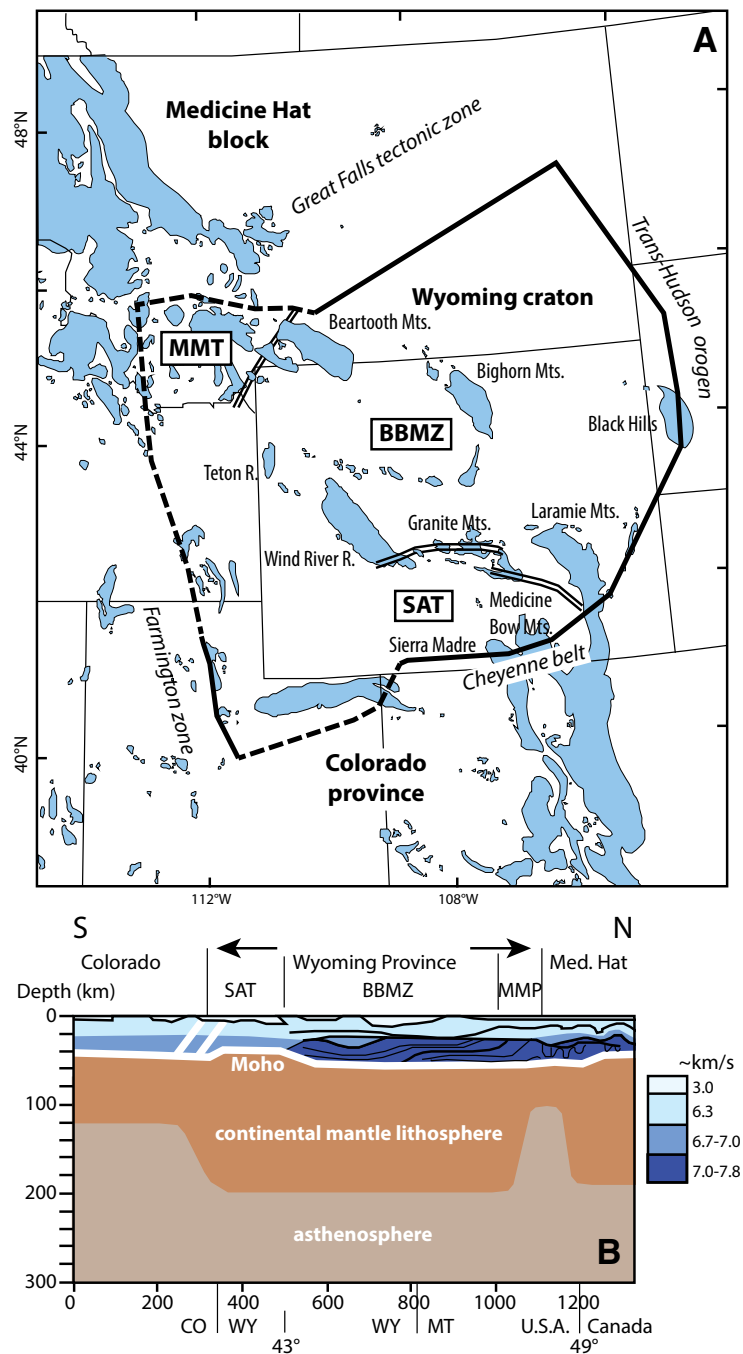 A
48°N
44°N
40°N
Medicine Hat
block
Great Falls tectonic zone
Trans-Hudson orogen
Wyoming craton
Beartooth Mts.
MMT
Bighorn Mts.
BBMZ
Black Hills
Teton R.
Granite Mts.
Laramie Mts.
Wind River R.
SAT
Medicine
Bow Mts.
Sierra Madre
Cheyenne belt
Farmington zone
Colorado
province
112°W
108°W
S
N
Colorado
Wyoming Province
Med. Hat
SAT
BBMZ
MMP
Depth (km)
0
100
200
300
Moho
continental mantle lithosphere
asthenosphere
B
~km/s
3.0
6.3
6.7-7.0
7.0-7.8
0
200
400
600
800
1000
1200
CO
WY
WY
MT
U.S.A.
Canada
43°
49°